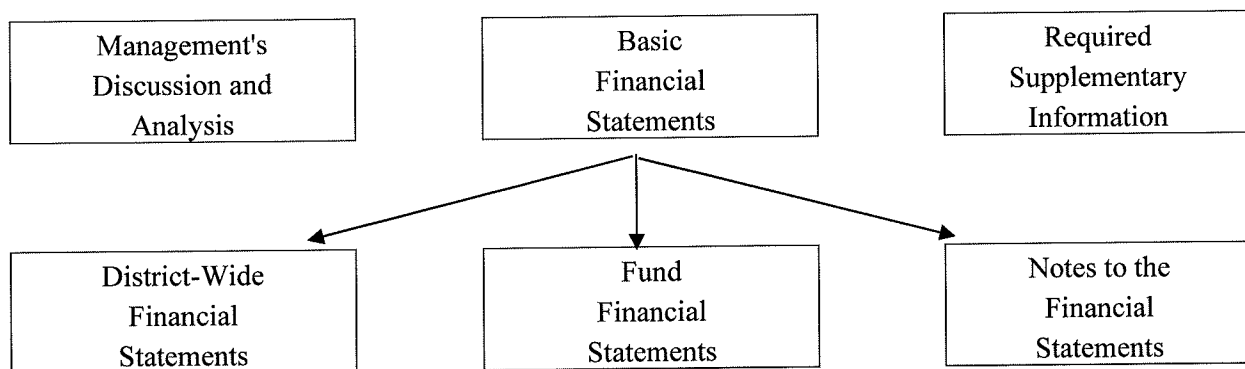 Management's
Discussion and
Analysis
Basic
Financial
Statements
Required
Supplementary
Information
District-Wide
Financial
Statements
Fund
Financial
Statements
Notes to the
Financial
Statements